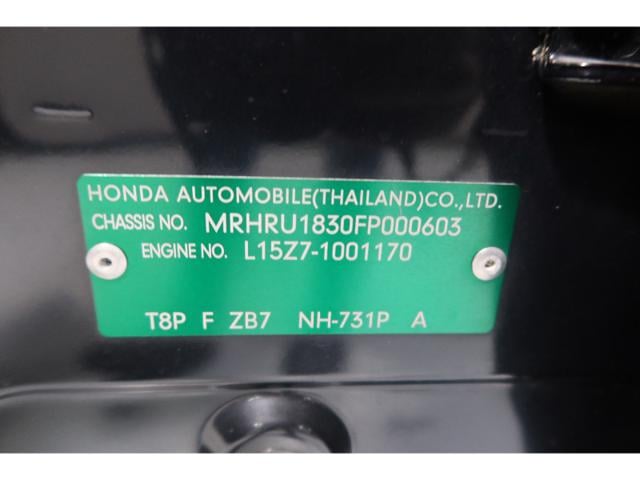 HONDA AUTOMOBILE(THAILAND)CO.,LTD.
CHASSIS NO. MRHRU1830FP000603
ENGINE NO. L15Z7-1001170
T8P F ZB7 NH-731P A